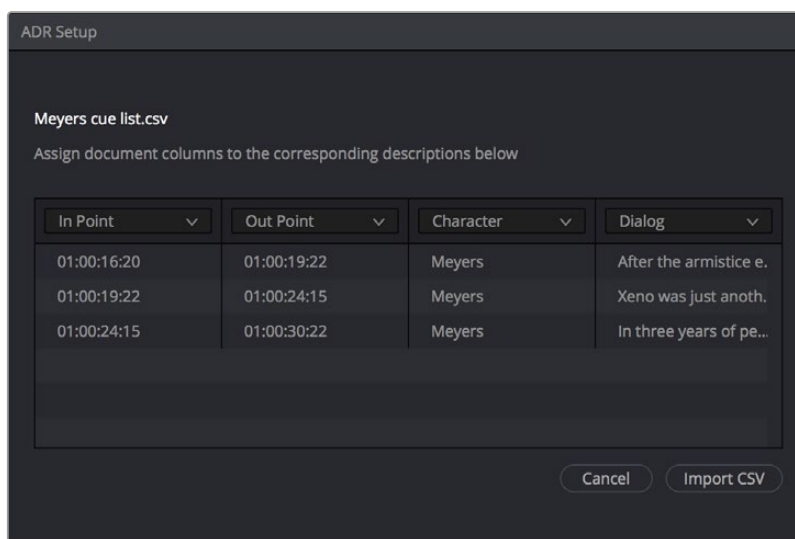 ADR Setup
Meyers cue list.csv
Assign document columns to the corresponding descriptions below
In Point Out Point Character Dialog
01:00:16:20 01:00:19:22 Meyers After the armistice e.
01:00:19:22 01:00:24:15 Meyers Xeno was just anoth.
01:00:24:15 01:00:30:22 Meyers In three years of pe...
Cancel Import CSV